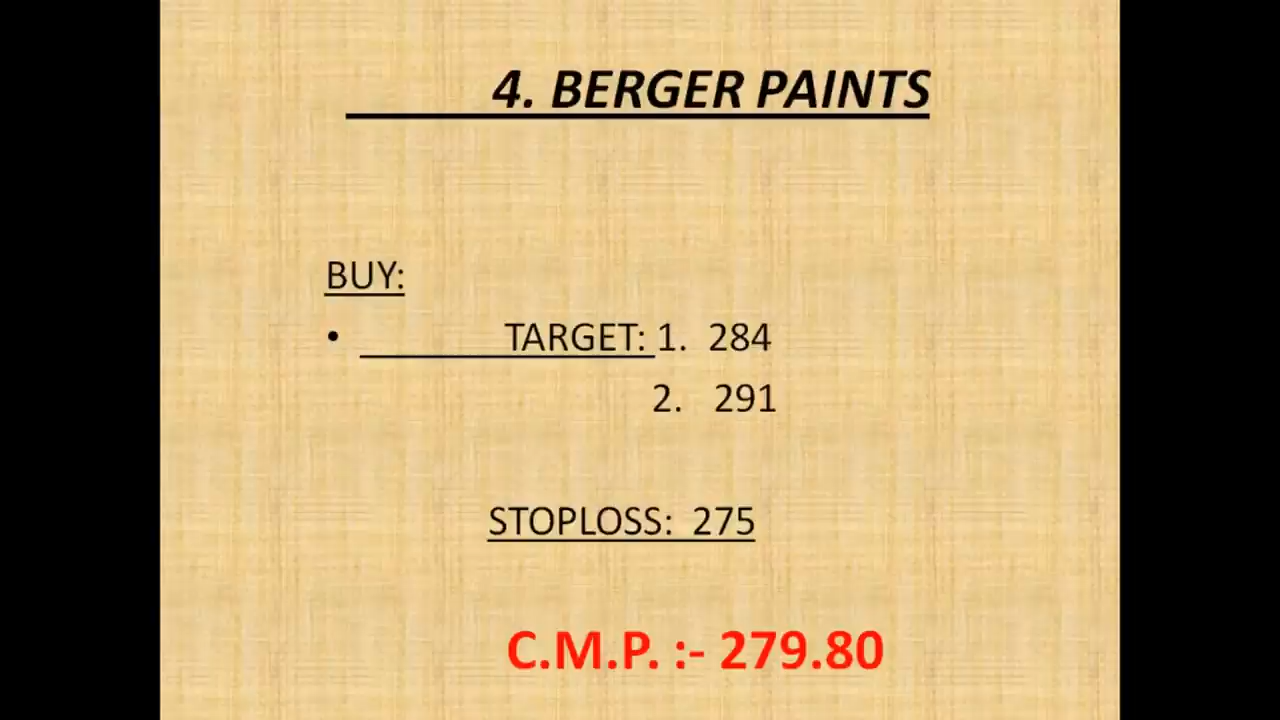 4. BERGER PAINTS
BUY:
• TARGET: 1. 284
2. 291
STOPLOSS: 275
C.M.P. :- 279.80